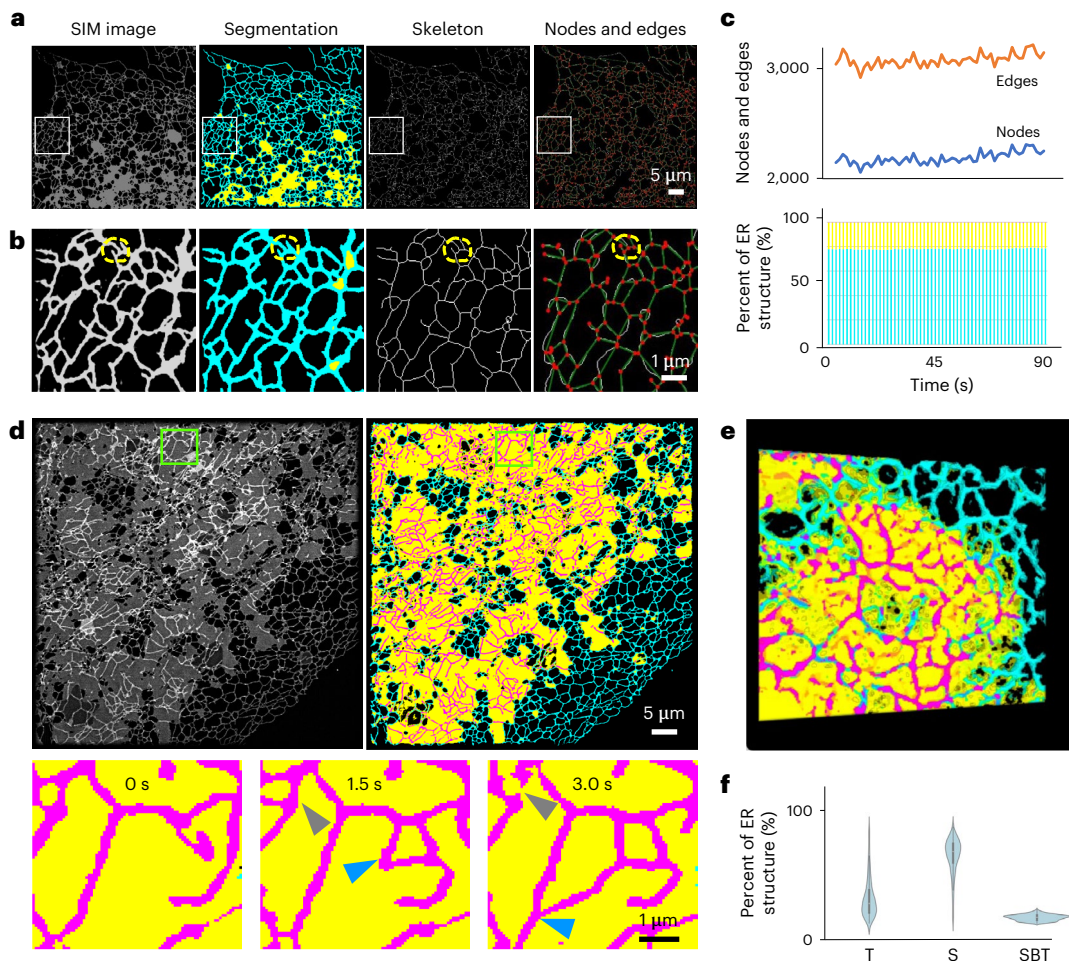 a
SIM image
Segmentation
Skeleton
Nodes and edges
5 μm
b
1 μm
c
Nodes and edges
3,000
2,000
Edges
Nodes
Percent of ER
structure (%)
100
50
0
0
45
90
Time (s)
d
5 μm
0 s
1.5 s
3.0 s
1 μm
e
f
Percent of ER
structure (%)
100
0
T
S
SBT